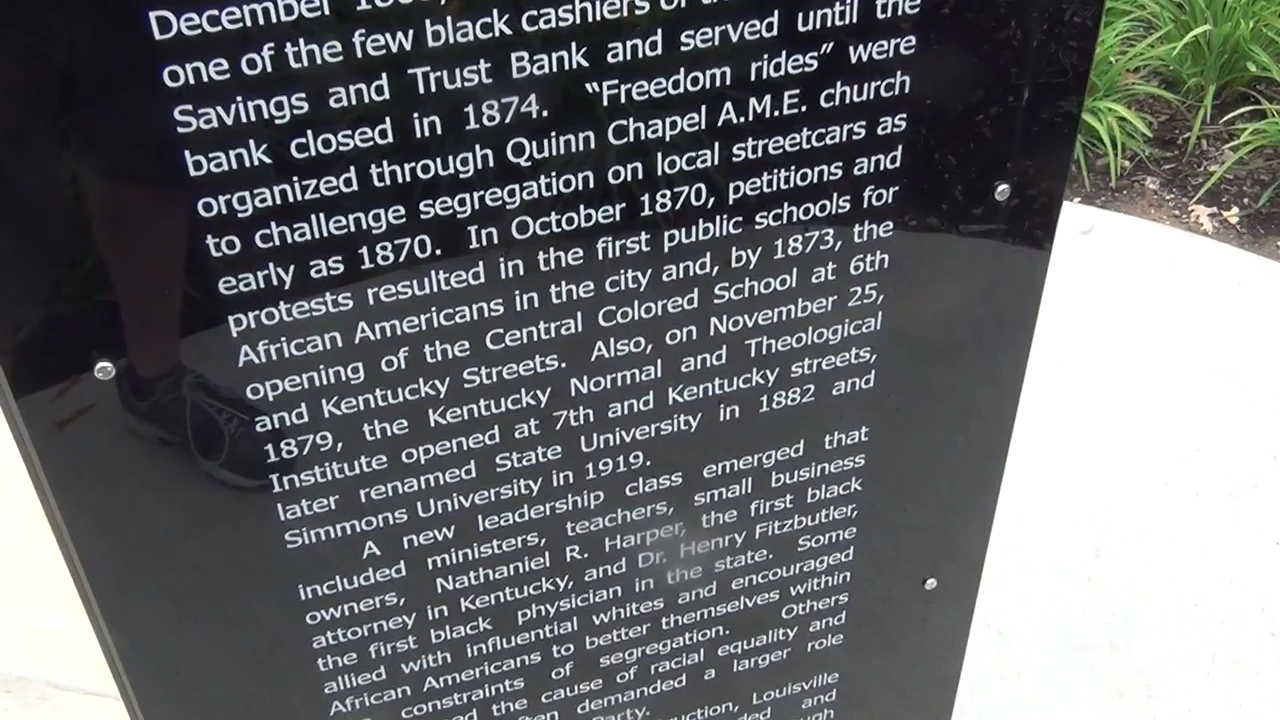 December
one of the few black cashiers of
Savings and Trust Bank and served until the
bank closed in 1874. “Freedom rides” were
organized through Quinn Chapel A.M.E. church
to challenge segregation on local streetcars as
early as 1870. In October 1870, petitions and
protests resulted in the first public schools for
African Americans in the city and, by 1873, the
opening of the Central Colored School at 6th
and Kentucky Streets. Also, on November 25,
1879, the Kentucky Normal and Theological
Institute opened at 7th and Kentucky streets,
later renamed State University in 1882 and
Simmons University in 1919.
A new leadership class emerged that
included ministers, teachers, small business
owners, Nathaniel R. Harper, the first black
attorney in Kentucky, and Dr. Henry Fitzbutler,
the first black physician in the state. Some
allied with influential whites and encouraged
African Americans to better themselves within
constraints of segregation. Others
the cause of racial equality and
demanded a larger role
Party.
Louisville
and